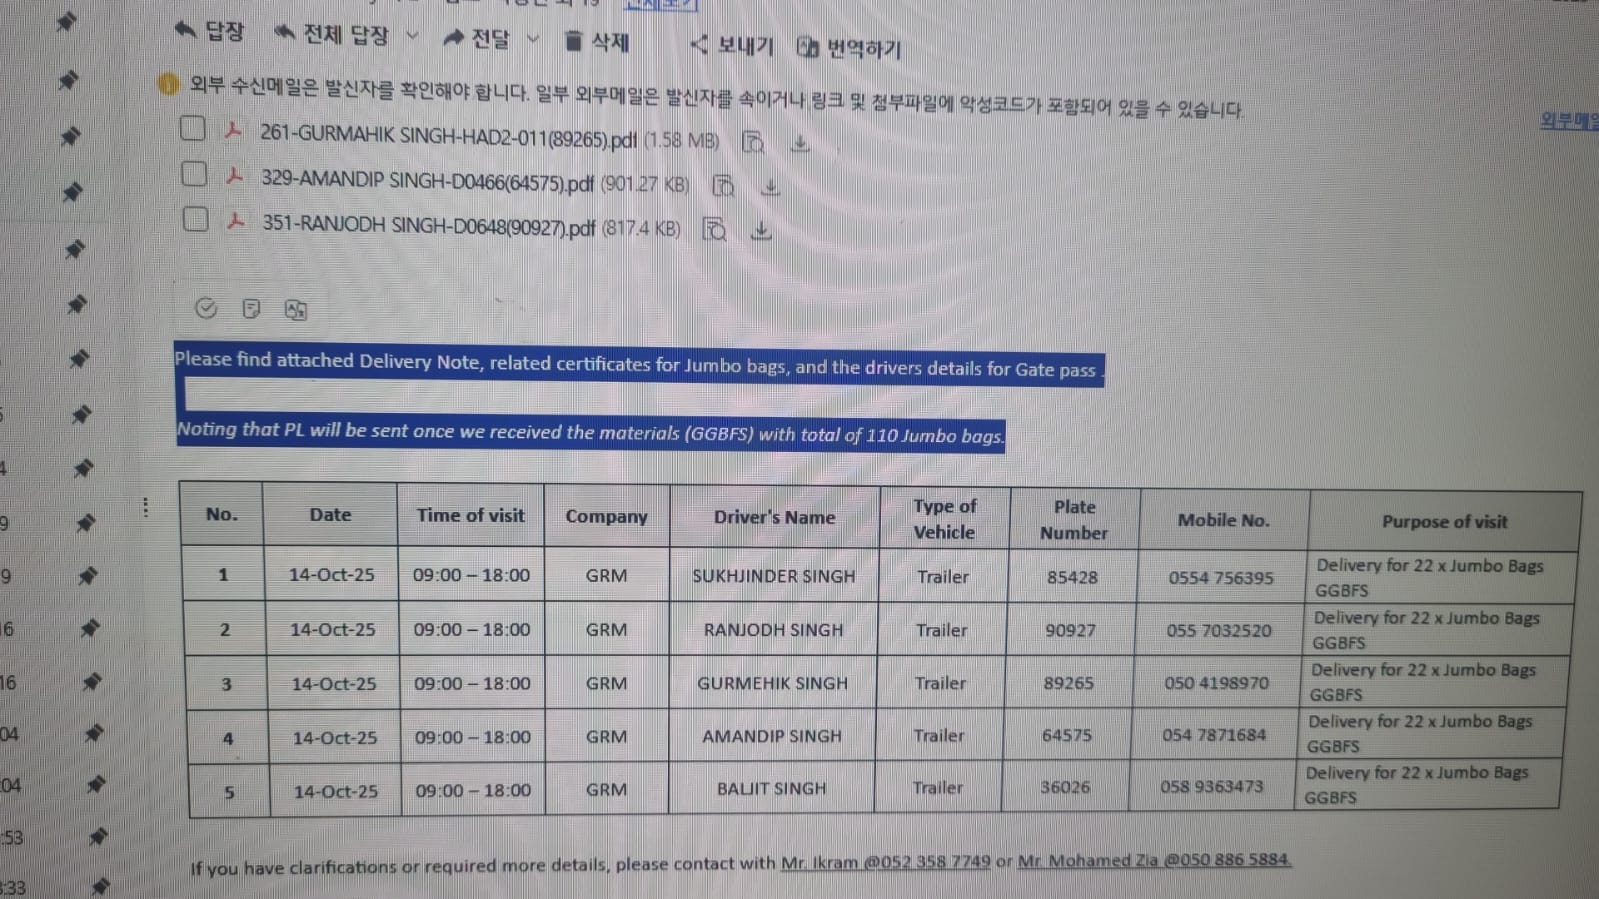 답장 전체 답장 전달 삭제 보내기 번역하기
외부 수신메일은 발신자를 확인해야 합니다. 일부 외부메일은 발신자를 속이거나 링크 및 첨부파일에 악성코드가 포함되어 있을 수 있습니다.
외부메일
261-GURMAHIK SINGH-HAD2-011(89265).pdf (1.58 MB)
329-AMANDIP SINGH-D0466(64575).pdf (901.27 KB)
351-RANJODH SINGH-D0648(90927).pdf (817.4 KB)
Please find attached Delivery Note, related certificates for Jumbo bags, and the drivers details for Gate pass .
Noting that PL will be sent once we received the materials (GGBFS) with total of 110 Jumbo bags.
No. Date Time of visit Company Driver's Name Type of Vehicle Plate Number Mobile No. Purpose of visit
1 14-Oct-25 09:00 – 18:00 GRM SUKHJINDER SINGH Trailer 85428 0554 756395 Delivery for 22 x Jumbo Bags GGBFS
2 14-Oct-25 09:00 – 18:00 GRM RANJODH SINGH Trailer 90927 055 7032520 Delivery for 22 x Jumbo Bags GGBFS
3 14-Oct-25 09:00 – 18:00 GRM GURMEHIK SINGH Trailer 89265 050 4198970 Delivery for 22 x Jumbo Bags GGBFS
4 14-Oct-25 09:00 – 18:00 GRM AMANDIP SINGH Trailer 64575 054 7871684 Delivery for 22 x Jumbo Bags GGBFS
5 14-Oct-25 09:00 – 18:00 GRM BALJIT SINGH Trailer 36026 058 9363473 Delivery for 22 x Jumbo Bags GGBFS
If you have clarifications or required more details, please contact with Mr. Ikram @052 358 7749 or Mr. Mohamed Zia @050 886 5884.